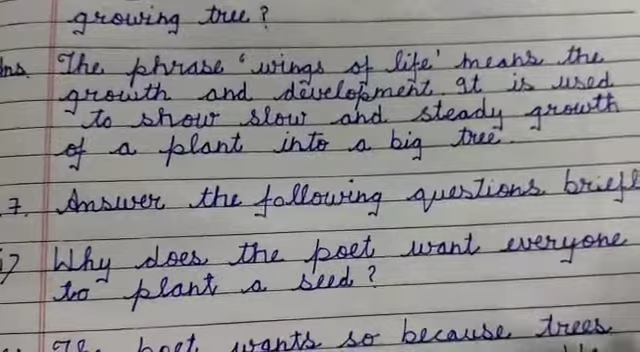 growing tree?
Ans. The phrase 'wings of life' means the
growth and development. It is used
to show slow and steady growth
of a plant into a big tree.
7. Answer the following questions
i) Why does the poet want everyone
to plant a seed?
poet wants so because trees